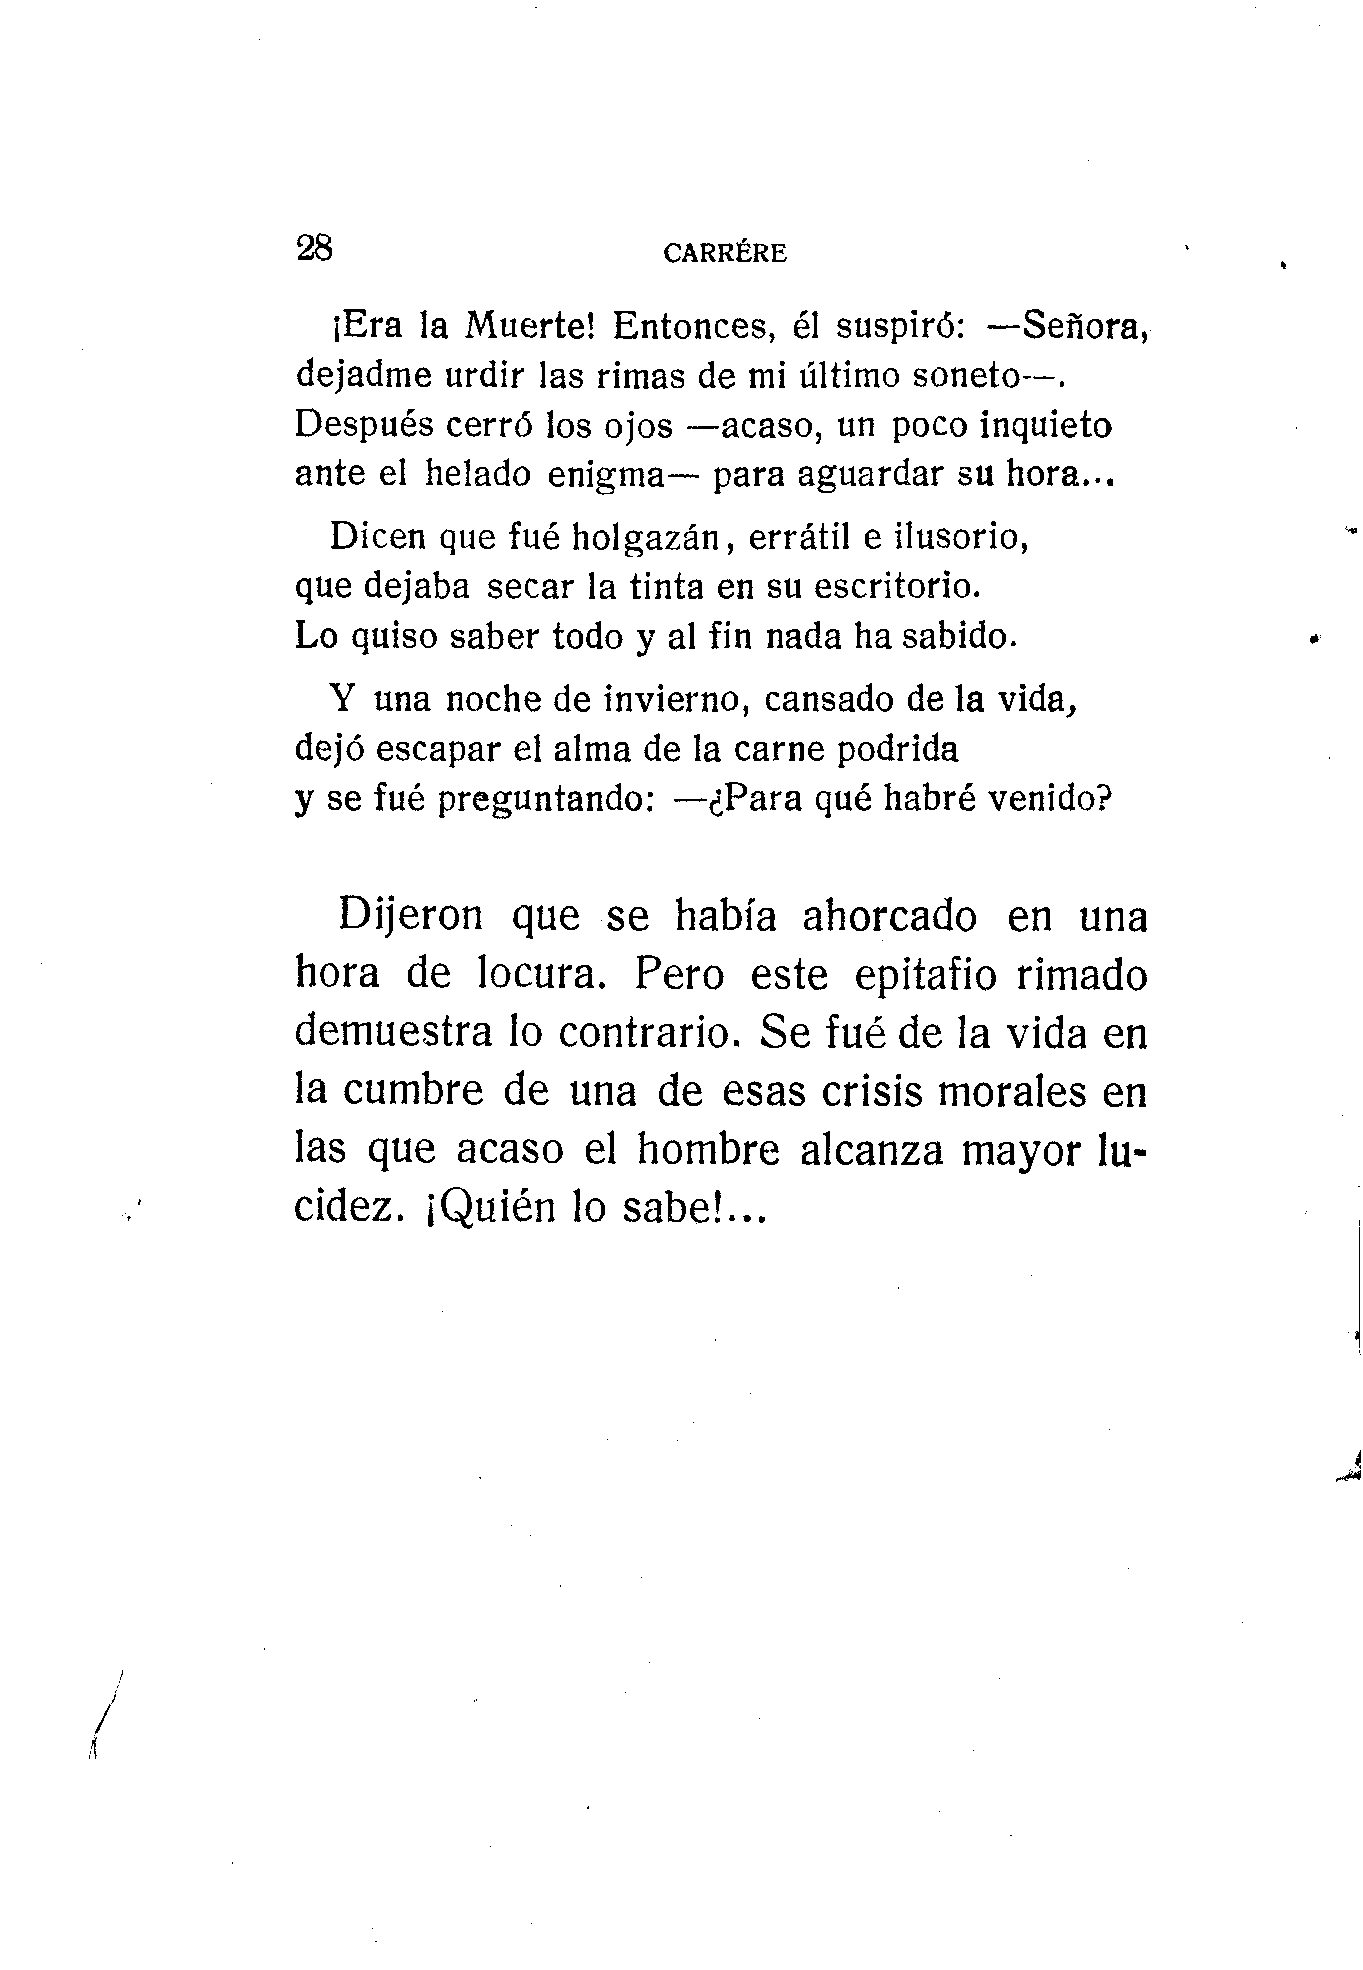 28 CARRÉRE
¡Era la Muerte! Entonces, él suspiró: —Señora,
dejadme urdir las rimas de mi último soneto—.
Después cerró los ojos —acaso, un poco inquieto
ante el helado enigma— para aguardar su hora...
Dicen que fué holgazán, errátil e ilusorio,
que dejaba secar la tinta en su escritorio.
Lo quiso saber todo y al fin nada ha sabido.
Y una noche de invierno, cansado de la vida,
dejó escapar el alma de la carne podrida
y se fué preguntando: —¿Para qué habré venido?
Dijeron que se había ahorcado en una
hora de locura. Pero este epitafio rimado
demuestra lo contrario. Se fué de la vida en
la cumbre de una de esas crisis morales en
las que acaso el hombre alcanza mayor lu-
cidez. ¡Quién lo sabe!...